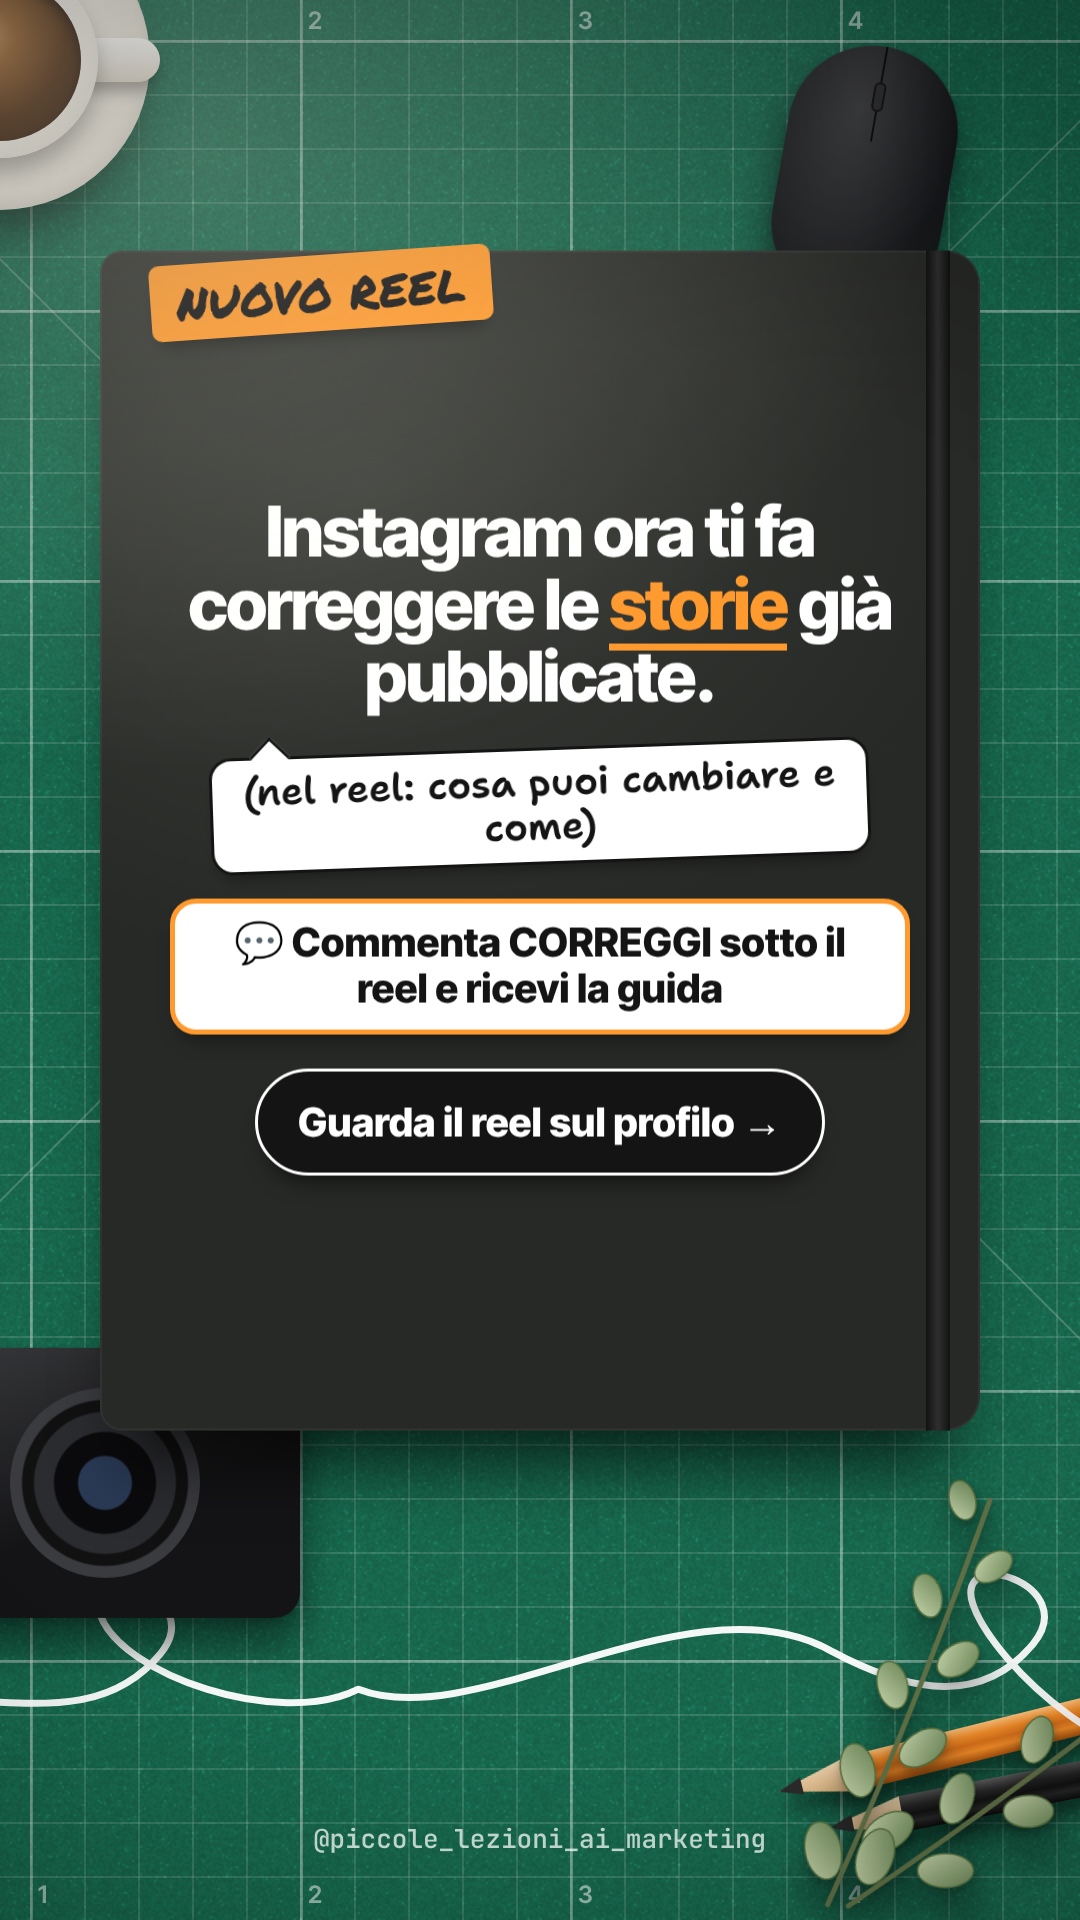 2 3 4
NUOVO REEL
Instagram ora ti fa
correggere le storie già
pubblicate.
(nel reel: cosa puoi cambiare e
come)
💬 Commenta CORREGGI sotto il
reel e ricevi la guida
Guarda il reel sul profilo →
@piccole_lezioni_ai_marketing
1 2 3 4